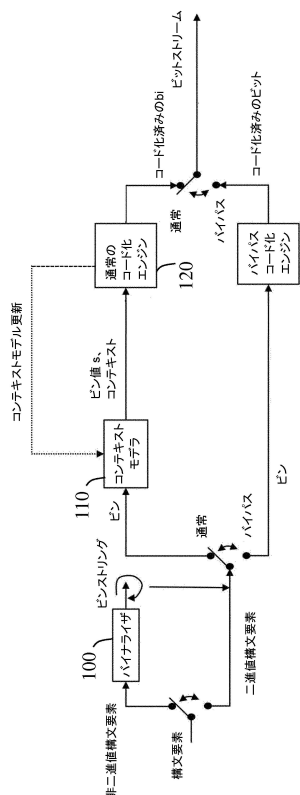 構文要素
非二進値構文要素
二進値構文要素
100
バイナライザ
ビンストリング
通常
バイパス
ビン
ビン
110
コンテキスト
モデラ
コンテキストモデル更新
ビン値s、
コンテキスト
通常の
コード化
エンジン
120
バイパス
コード化
エンジン
コード化済みのbi
コード化済みのビット
通常
バイパス
ビットストリーム